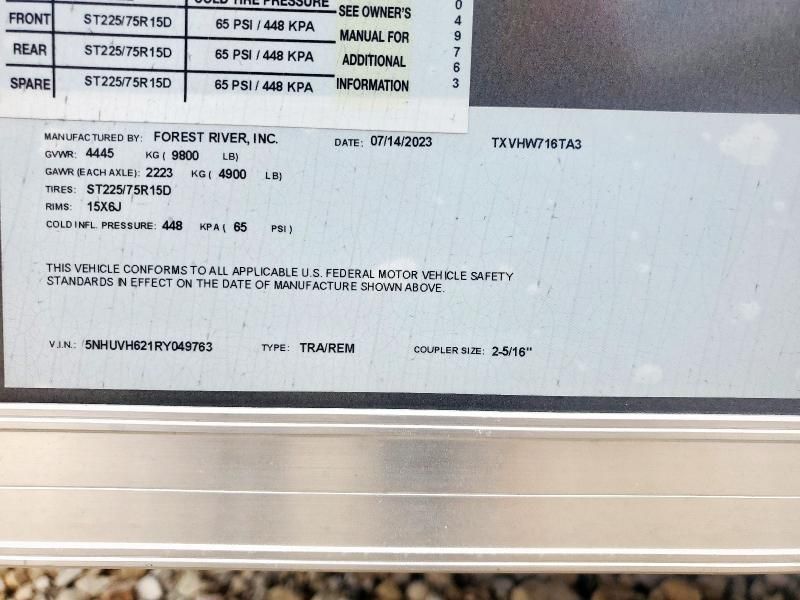 COLD TIRE PRESSURE
FRONT ST225/75R15D 65 PSI / 448 KPA
REAR ST225/75R15D 65 PSI / 448 KPA
SPARE ST225/75R15D 65 PSI / 448 KPA
SEE OWNER'S
MANUAL FOR
ADDITIONAL
INFORMATION
0
4
9
7
6
3
MANUFACTURED BY: FOREST RIVER, INC. DATE: 07/14/2023 TXVHW716TA3
GVWR: 4445 KG ( 9800 LB)
GAWR (EACH AXLE): 2223 KG ( 4900 LB)
TIRES: ST225/75R15D
RIMS: 15X6J
COLD INFL. PRESSURE: 448 KPA ( 65 PSI )
THIS VEHICLE CONFORMS TO ALL APPLICABLE U.S. FEDERAL MOTOR VEHICLE SAFETY
STANDARDS IN EFFECT ON THE DATE OF MANUFACTURE SHOWN ABOVE.
V.I.N.: 5NHUVH621RY049763 TYPE: TRA/REM COUPLER SIZE: 2-5/16"